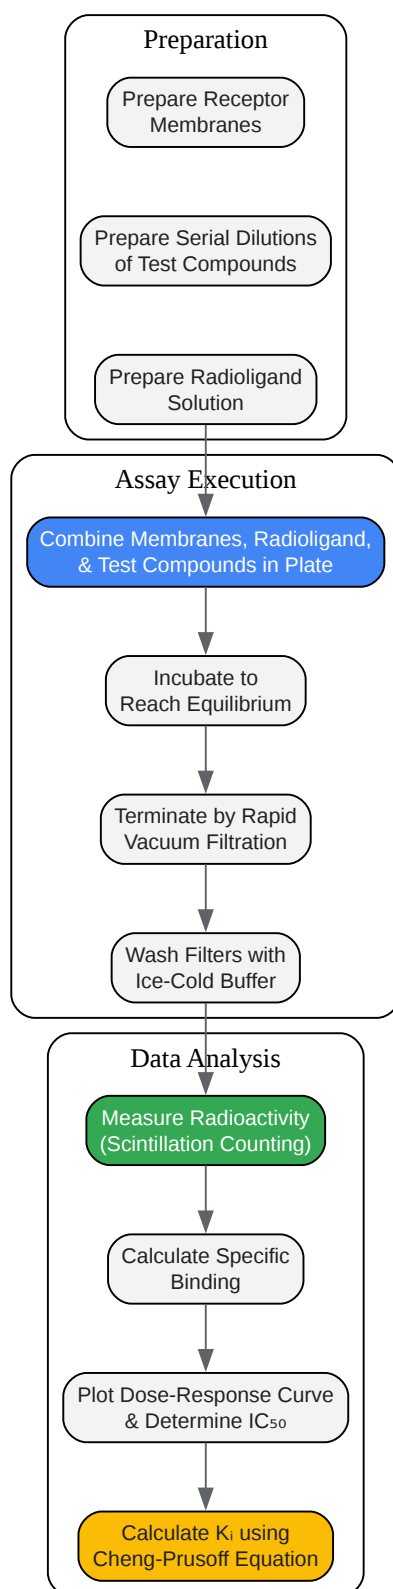 Preparation
Prepare Receptor
Membranes
Prepare Serial Dilutions
of Test Compounds
Prepare Radioligand
Solution
Assay Execution
Combine Membranes, Radioligand,
& Test Compounds in Plate
Incubate to
Reach Equilibrium
Terminate by Rapid
Vacuum Filtration
Wash Filters with
Ice-Cold Buffer
Data Analysis
Measure Radioactivity
(Scintillation Counting)
Calculate Specific
Binding
Plot Dose-Response Curve
& Determine IC₅₀
Calculate Kᵢ using
Cheng-Prusoff Equation